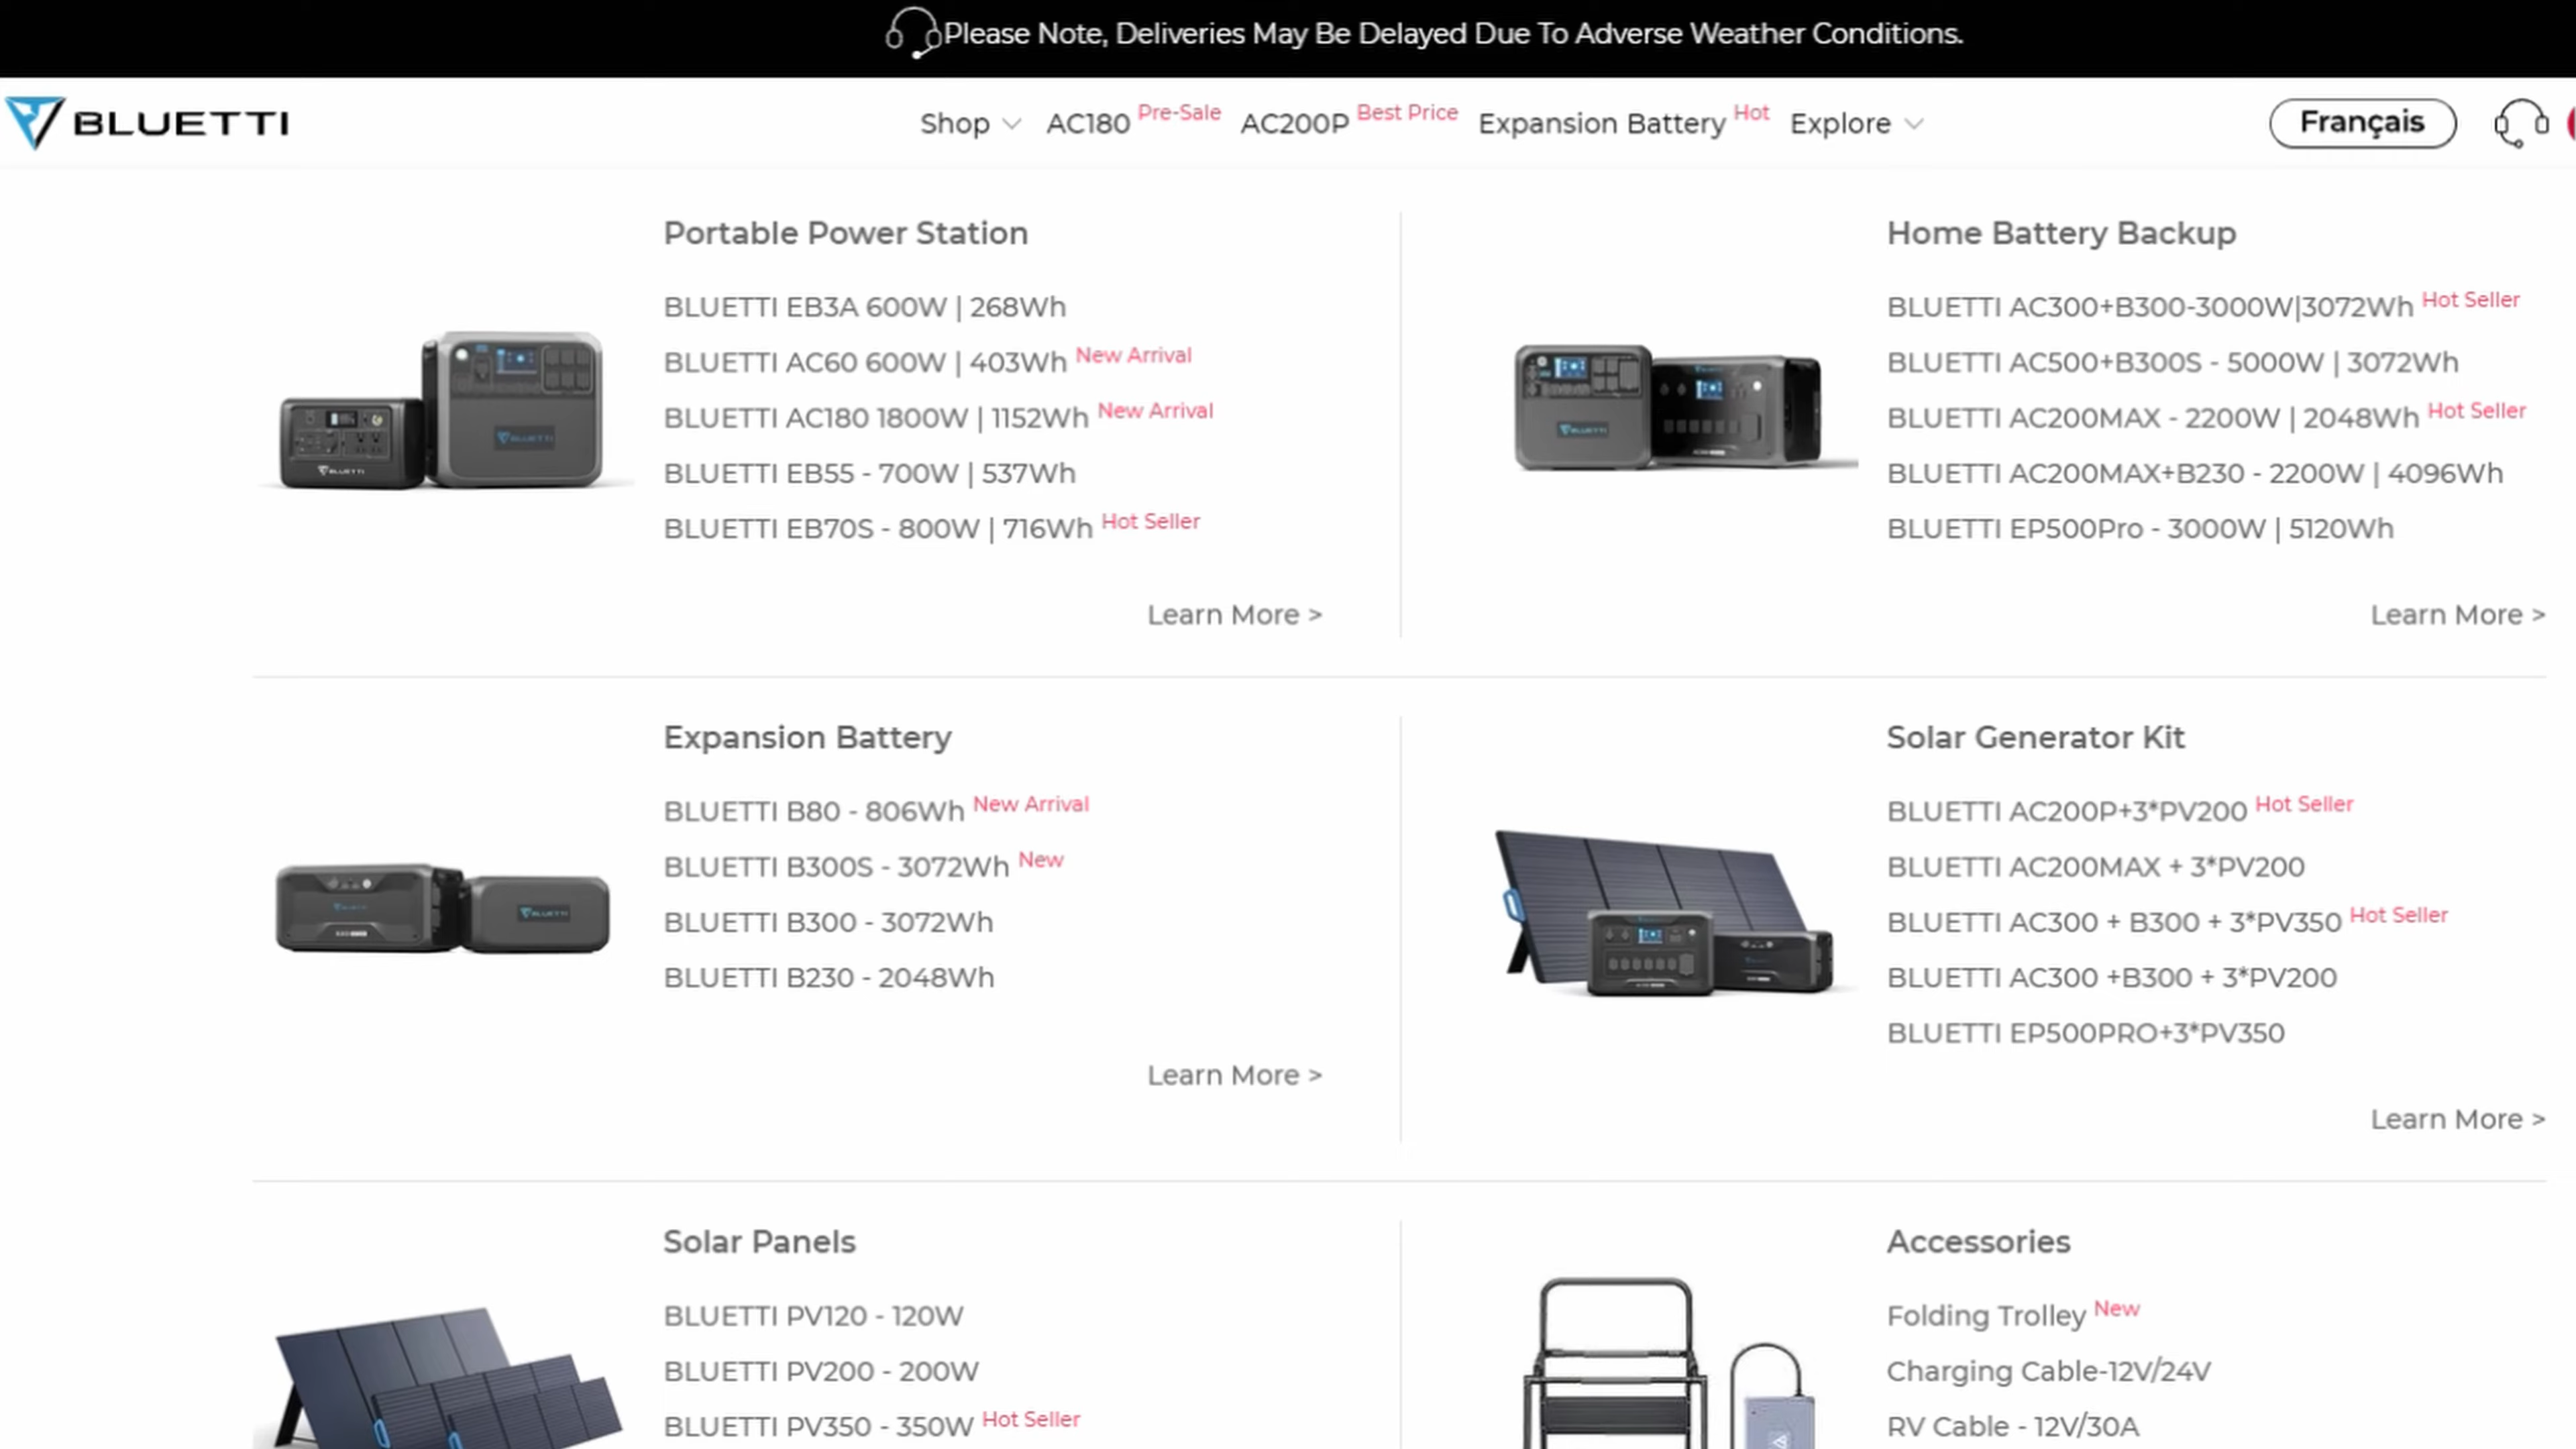 Please Note, Deliveries May Be Delayed Due To Adverse Weather Conditions.
BLUETTI
Shop AC180 Pre-Sale AC200P Best Price Expansion Battery Hot Explore
Français
Portable Power Station
BLUETTI EB3A 600W | 268Wh
BLUETTI AC60 600W | 403Wh New Arrival
BLUETTI AC180 1800W | 1152Wh New Arrival
BLUETTI EB55 - 700W | 537Wh
BLUETTI EB70S - 800W | 716Wh Hot Seller
Learn More >
BLUETTI
BLUETTI
Home Battery Backup
BLUETTI AC300+B300-3000W|3072Wh Hot Seller
BLUETTI AC500+B300S - 5000W | 3072Wh
BLUETTI AC200MAX - 2200W | 2048Wh Hot Seller
BLUETTI AC200MAX+B230 - 2200W | 4096Wh
BLUETTI EP500Pro - 3000W | 5120Wh
Learn More >
BLUETTI
Expansion Battery
BLUETTI B80 - 806Wh New Arrival
BLUETTI B300S - 3072Wh New
BLUETTI B300 - 3072Wh
BLUETTI B230 - 2048Wh
Learn More >
BLUETTI
Solar Generator Kit
BLUETTI AC200P+3*PV200 Hot Seller
BLUETTI AC200MAX + 3*PV200
BLUETTI AC300 + B300 + 3*PV350 Hot Seller
BLUETTI AC300 +B300 + 3*PV200
BLUETTI EP500PRO+3*PV350
Learn More >
Solar Panels
BLUETTI PV120 - 120W
BLUETTI PV200 - 200W
BLUETTI PV350 - 350W Hot Seller
Accessories
Folding Trolley New
Charging Cable-12V/24V
RV Cable - 12V/30A